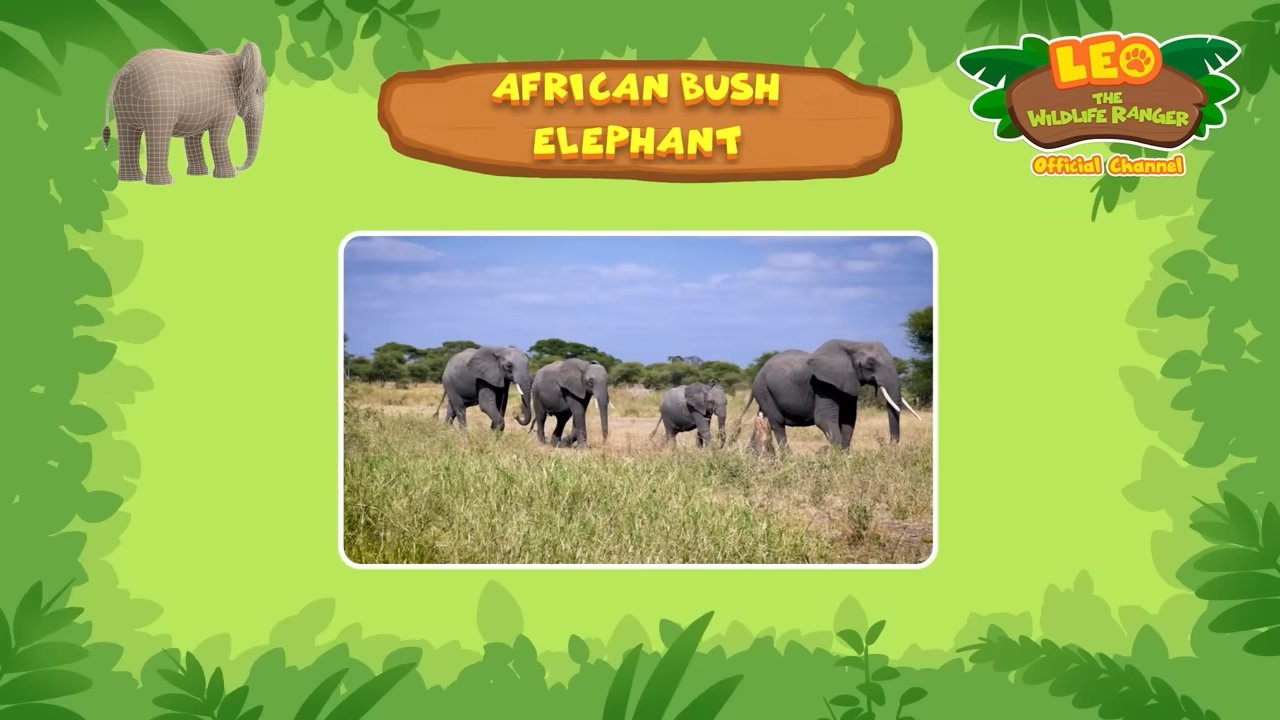 AFRICAN BUSH
ELEPHANT
LEO
THE
WILDLIFE RANGER
Official Channel